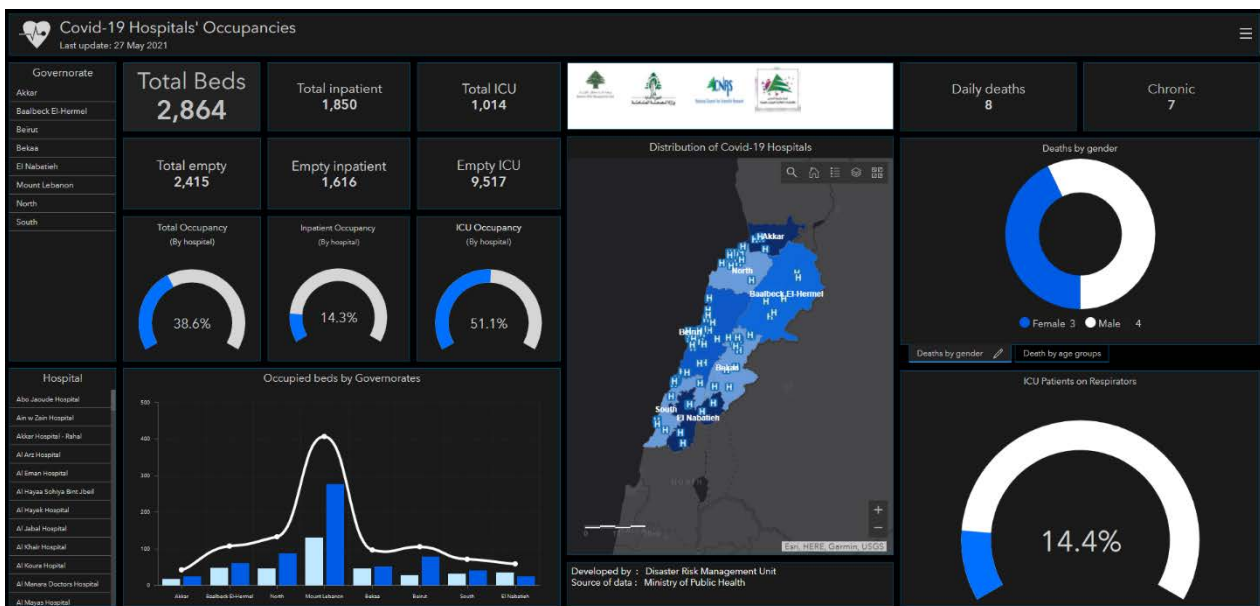 Covid-19 Hospitals' Occupancies
Last update: 27 May 2021
Governorate
Akkar
Baalbeck El-Hermel
Beirut
Bekaa
El Nabatieh
Mount Lebanon
North
South
Total Beds
2,864
Total inpatient
1,850
Total ICU
1,014
Total empty
2,415
Empty inpatient
1,616
Empty ICU
9,517
Total Occupancy
(By hospital)
38.6%
Inpatient Occupancy
(By hospital)
14.3%
ICU Occupancy
(By hospital)
51.1%
Hospital
Abo Jaoude Hospital
Ain w Zain Hospital
Akkar Hospital - Rahal
Al Arz Hospital
Al Eman Hospital
Al Hayaa Sohiya Bint Jbeil
Al Hayek Hospital
Al Jabal Hospital
Al Khair Hospital
Al Koura Hopital
Al Manara Doctors Hospital
Al Mayas Hospital
Occupied beds by Governorates
500
400
300
200
100
0
Akkar
Baalbeck El-Hermel
North
Mount Lebanon
Bekaa
Beirut
South
El Nabatieh
CNRS
Distribution of Covid-19 Hospitals
Akkar
North
Baalbeck El-Hermel
South
El Nabatieh
Esri, HERE, Garmin, USGS
Developed by : Disaster Risk Management Unit
Source of data : Ministry of Public Health
Daily deaths
8
Chronic
7
Deaths by gender
Female 3 Male 4
Deaths by gender
Death by age groups
ICU Patients on Respirators
14.4%